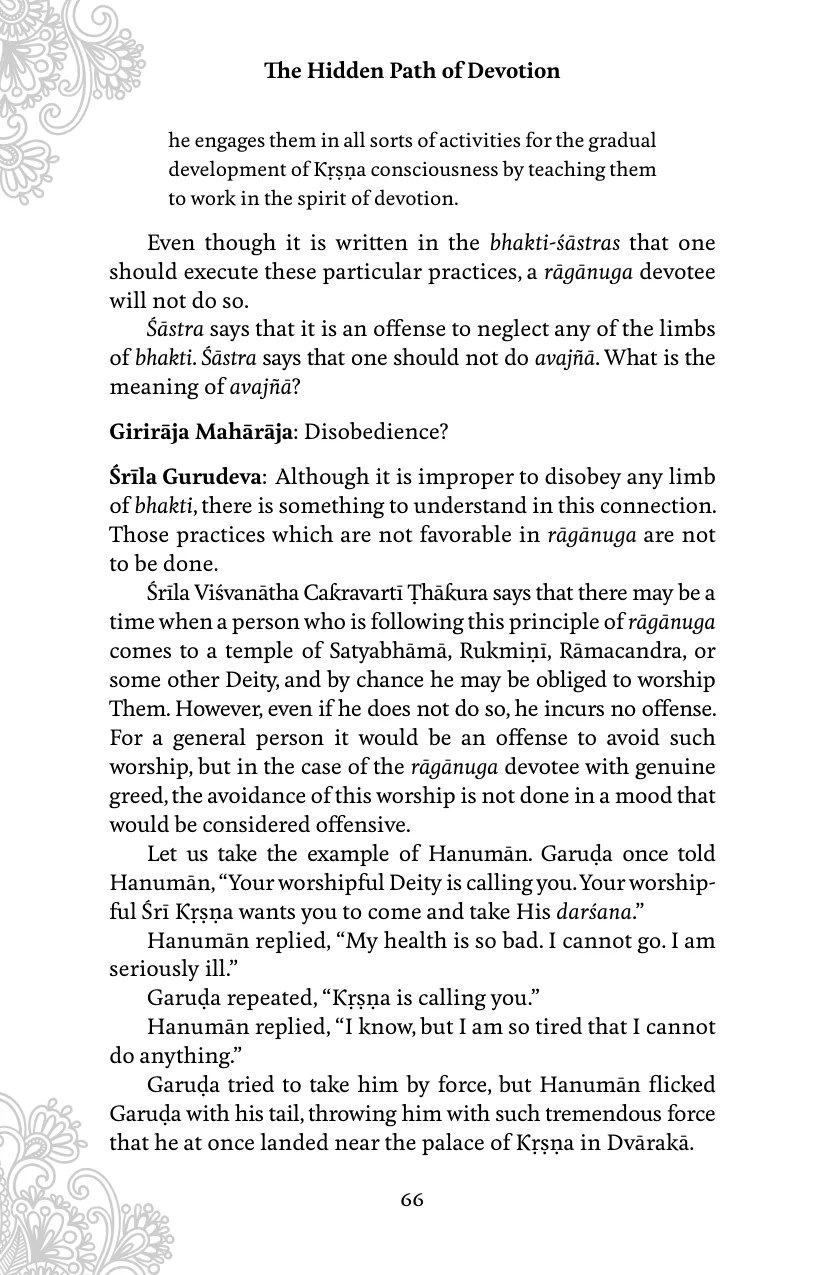 The Hidden Path of Devotion
he engages them in all sorts of activities for the gradual
development of Kṛṣṇa consciousness by teaching them
to work in the spirit of devotion.
Even though it is written in the bhakti-śāstras that one
should execute these particular practices, a rāgānuga devotee
will not do so.
Śāstra says that it is an offense to neglect any of the limbs
of bhakti. Śāstra says that one should not do avajñā. What is the
meaning of avajñā?
Girirāja Mahārāja: Disobedience?
Śrīla Gurudeva: Although it is improper to disobey any limb
of bhakti, there is something to understand in this connection.
Those practices which are not favorable in rāgānuga are not
to be done.
Śrīla Viśvanātha Cakravartī Ṭhākura says that there may be a
time when a person who is following this principle of rāgānuga
comes to a temple of Satyabhāmā, Rukmiṇī, Rāmacandra, or
some other Deity, and by chance he may be obliged to worship
Them. However, even if he does not do so, he incurs no offense.
For a general person it would be an offense to avoid such
worship, but in the case of the rāgānuga devotee with genuine
greed, the avoidance of this worship is not done in a mood that
would be considered offensive.
Let us take the example of Hanumān. Garuḍa once told
Hanumān, “Your worshipful Deity is calling you. Your worship-
ful Śrī Kṛṣṇa wants you to come and take His darśana.”
Hanumān replied, “My health is so bad. I cannot go. I am
seriously ill.”
Garuḍa repeated, “Kṛṣṇa is calling you.”
Hanumān replied, “I know, but I am so tired that I cannot
do anything.”
Garuḍa tried to take him by force, but Hanumān flicked
Garuḍa with his tail, throwing him with such tremendous force
that he at once landed near the palace of Kṛṣṇa in Dvārakā.
66